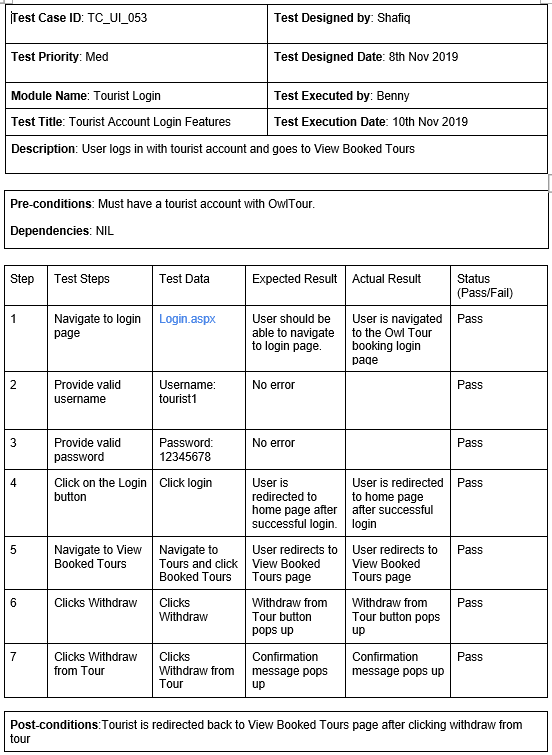 Test Case ID: TC_UI_053
Test Designed by: Shafiq
Test Priority: Med
Test Designed Date: 8th Nov 2019
Module Name: Tourist Login
Test Executed by: Benny
Test Title: Tourist Account Login Features
Test Execution Date: 10th Nov 2019
Description: User logs in with tourist account and goes to View Booked Tours
Pre-conditions: Must have a tourist account with OwlTour.
Dependencies: NIL
Step
Test Steps
Test Data
Expected Result
Actual Result
Status
(Pass/Fail)
1
Navigate to login
page
Login.aspx
User should be
able to navigate
to login page.
User is navigated
to the Owl Tour
booking login
page
Pass
2
Provide valid
username
Username:
tourist1
No error
Pass
3
Provide valid
password
Password:
12345678
No error
Pass
4
Click on the Login
button
Click login
User is
redirected to
home page after
successful login.
User is redirected
to home page
after successful
login
Pass
5
Navigate to View
Booked Tours
Navigate to
Tours and click
Booked Tours
User redirects to
View Booked
Tours page
User redirects to
View Booked
Tours page
Pass
6
Clicks Withdraw
Clicks
Withdraw
Withdraw from
Tour button
pops up
Withdraw from
Tour button pops
up
Pass
7
Clicks Withdraw
from Tour
Clicks
Withdraw from
Tour
Confirmation
message pops
up
Confirmation
message pops up
Pass
Post-conditions:Tourist is redirected back to View Booked Tours page after clicking withdraw from
tour